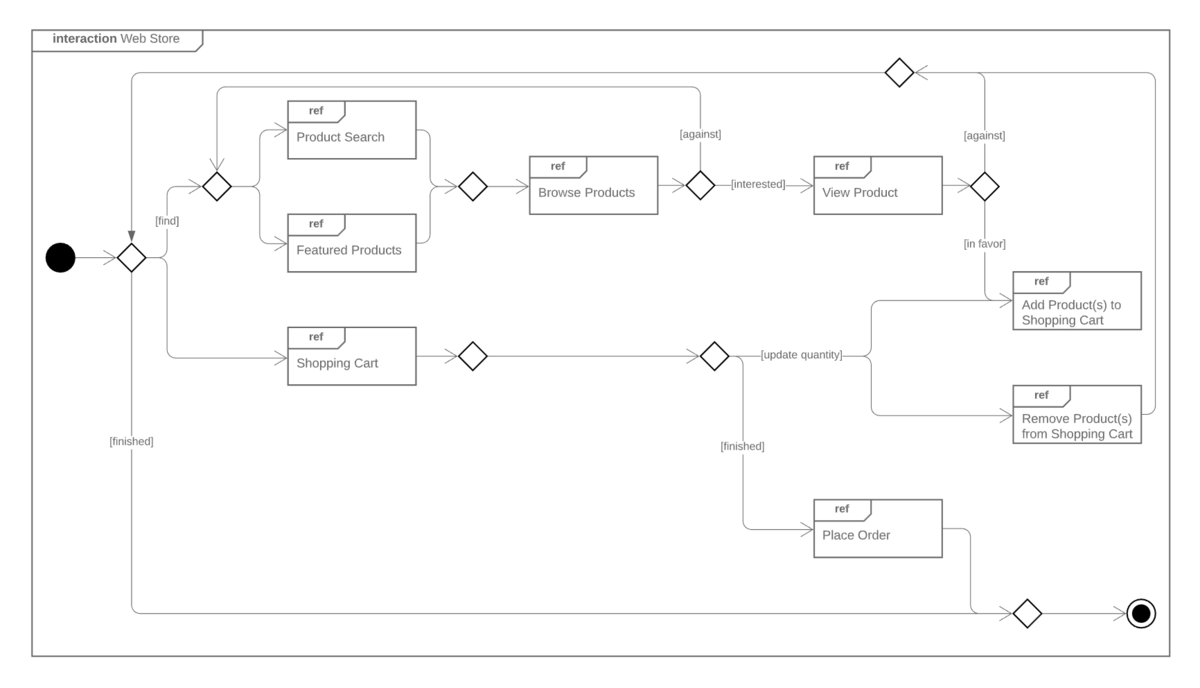 interaction Web Store
ref
Product Search
[against]
[against]
ref
Browse Products
[interested]
ref
View Product
[find]
ref
Featured Products
[in favor]
ref
Add Product(s) to
Shopping Cart
ref
Shopping Cart
[update quantity]
ref
Remove Product(s)
from Shopping Cart
[finished]
[finished]
ref
Place Order